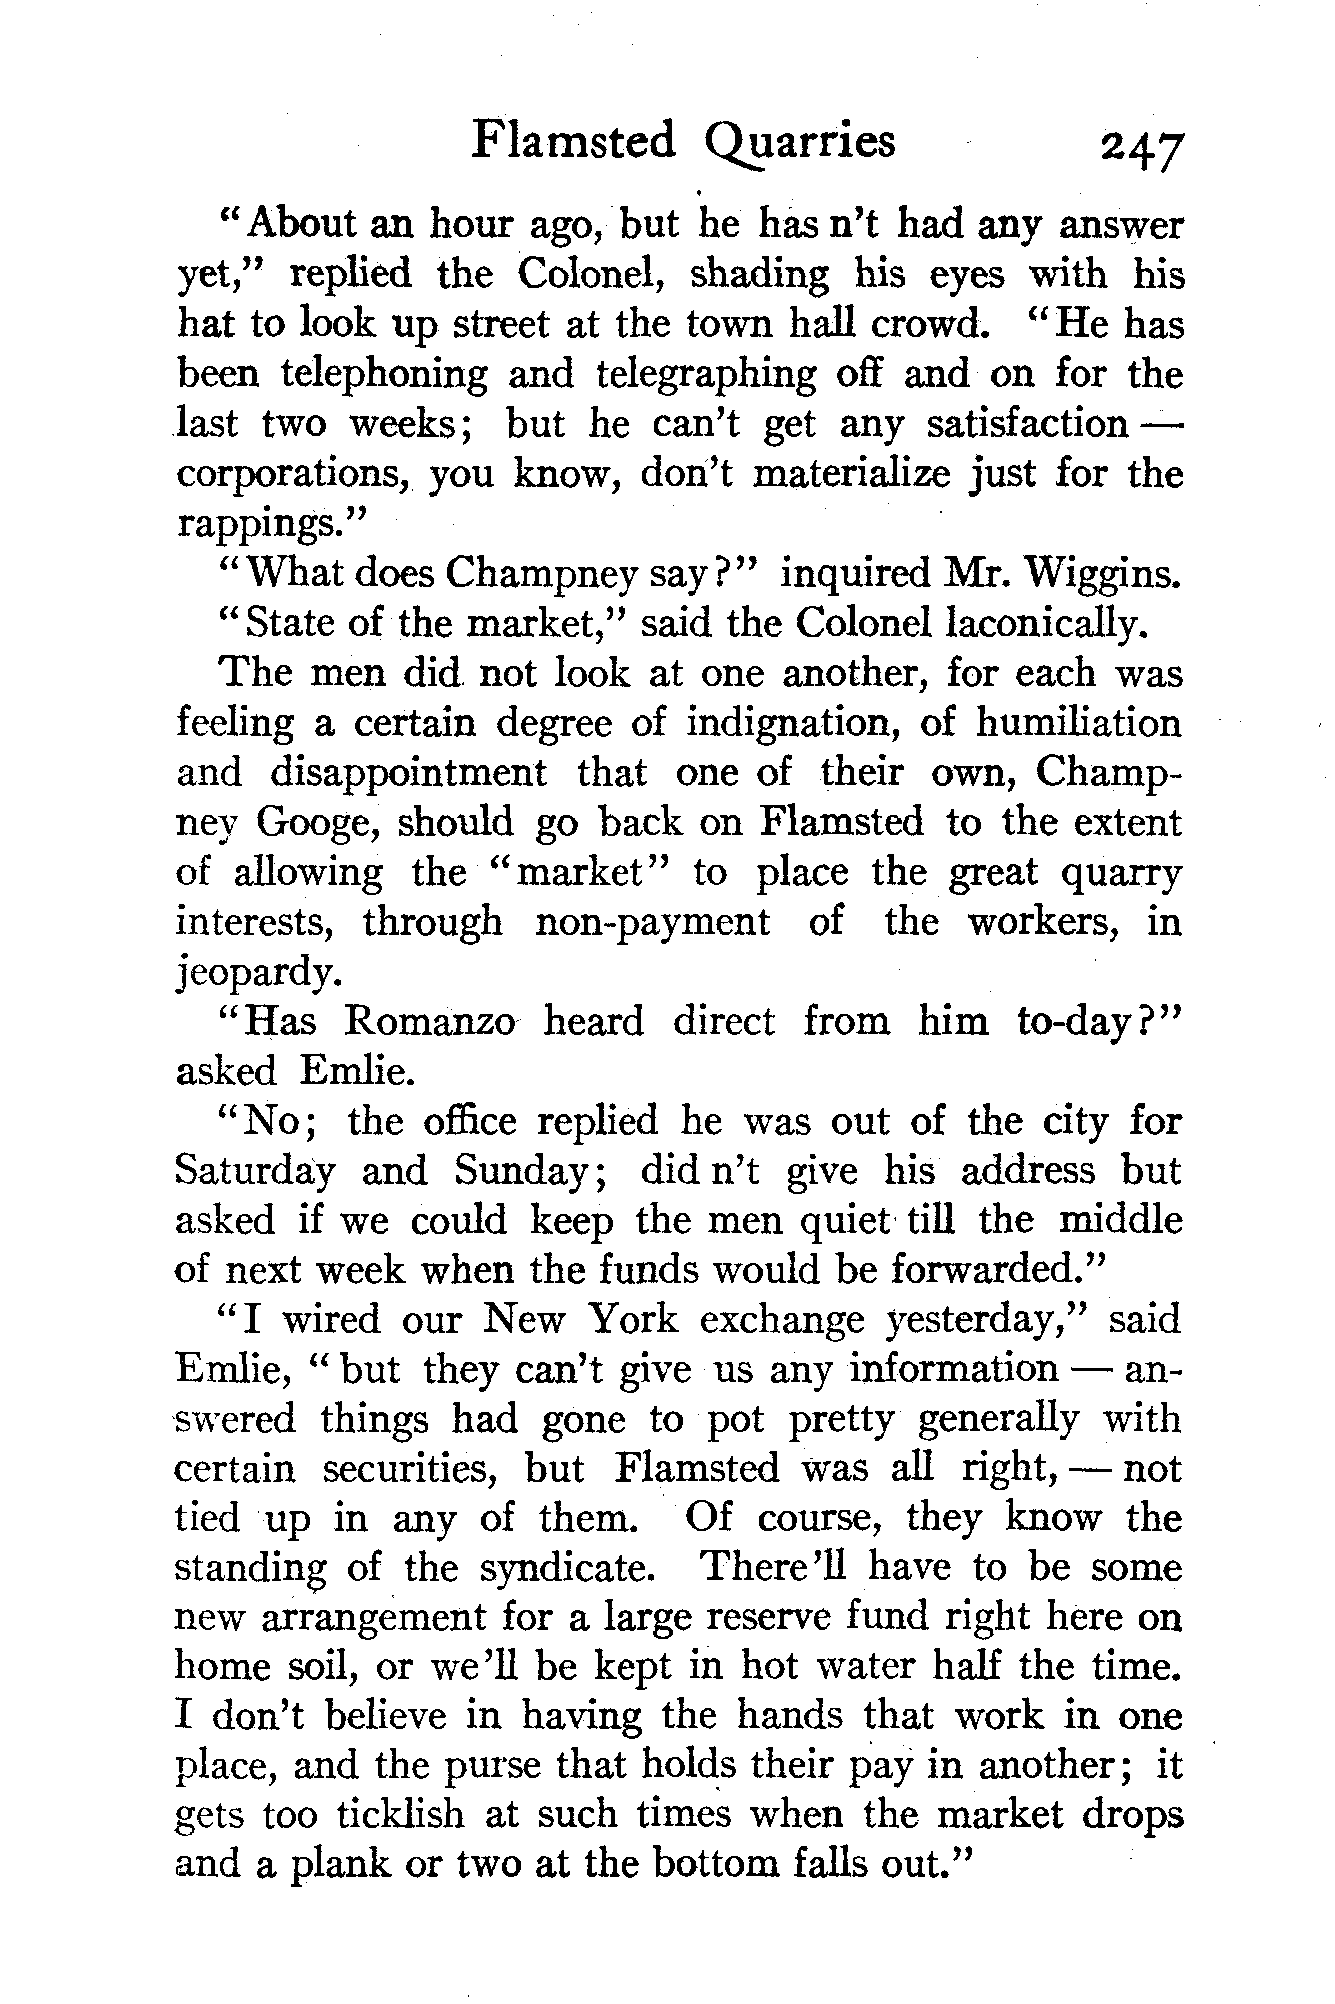 Flamsted Quarries 247
"About an hour ago, but he has n't had any answer
yet," replied the Colonel, shading his eyes with his
hat to look up street at the town hall crowd. "He has
been telephoning and telegraphing off and on for the
last two weeks; but he can't get any satisfaction —
corporations, you know, don't materialize just for the
rappings."
"What does Champney say?" inquired Mr. Wiggins.
"State of the market," said the Colonel laconically.
The men did not look at one another, for each was
feeling a certain degree of indignation, of humiliation
and disappointment that one of their own, Champ-
ney Googe, should go back on Flamsted to the extent
of allowing the "market" to place the great quarry
interests, through non-payment of the workers, in
jeopardy.
"Has Romanzo heard direct from him to-day?"
asked Emlie.
"No; the office replied he was out of the city for
Saturday and Sunday; did n't give his address but
asked if we could keep the men quiet till the middle
of next week when the funds would be forwarded."
"I wired our New York exchange yesterday," said
Emlie, "but they can't give us any information — an-
swered things had gone to pot pretty generally with
certain securities, but Flamsted was all right, — not
tied up in any of them. Of course, they know the
standing of the syndicate. There'll have to be some
new arrangement for a large reserve fund right here on
home soil, or we'll be kept in hot water half the time.
I don't believe in having the hands that work in one
place, and the purse that holds their pay in another; it
gets too ticklish at such times when the market drops
and a plank or two at the bottom falls out."